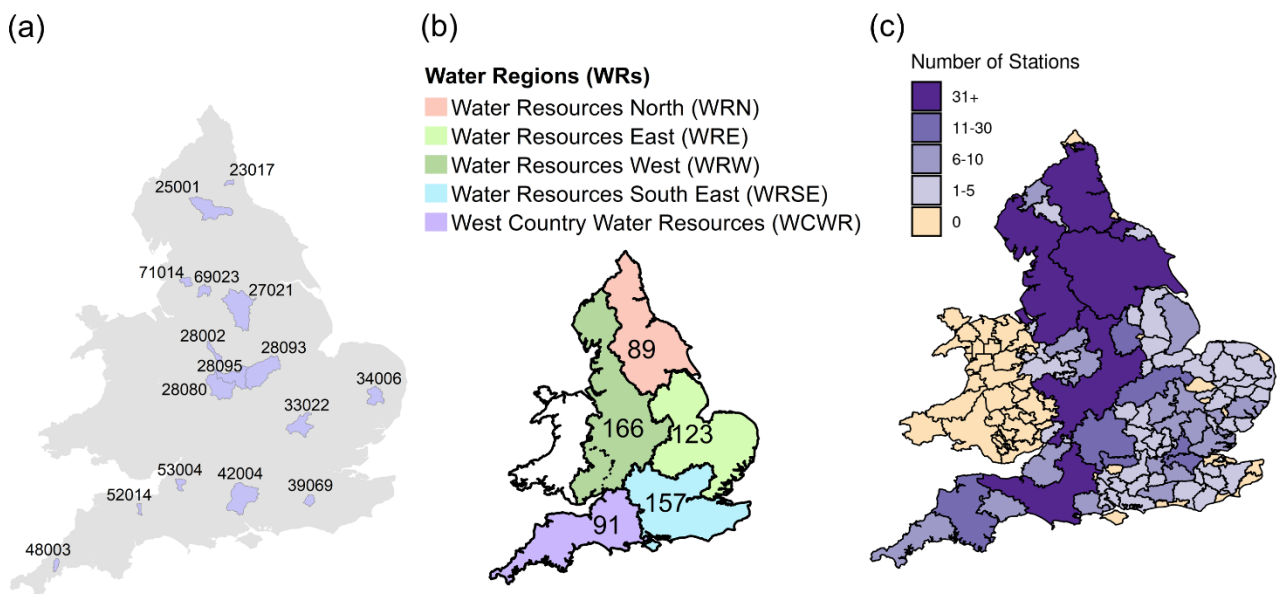 (a)
23017
25001
71014
69023
27021
28002
28093
28095
28080
34006
33022
53004
42004
39069
52014
48003
(b)
Water Regions (WRs)
Water Resources North (WRN)
Water Resources East (WRE)
Water Resources West (WRW)
Water Resources South East (WRSE)
West Country Water Resources (WCWR)
89
166
123
157
91
(c)
Number of Stations
31+
11-30
6-10
1-5
0